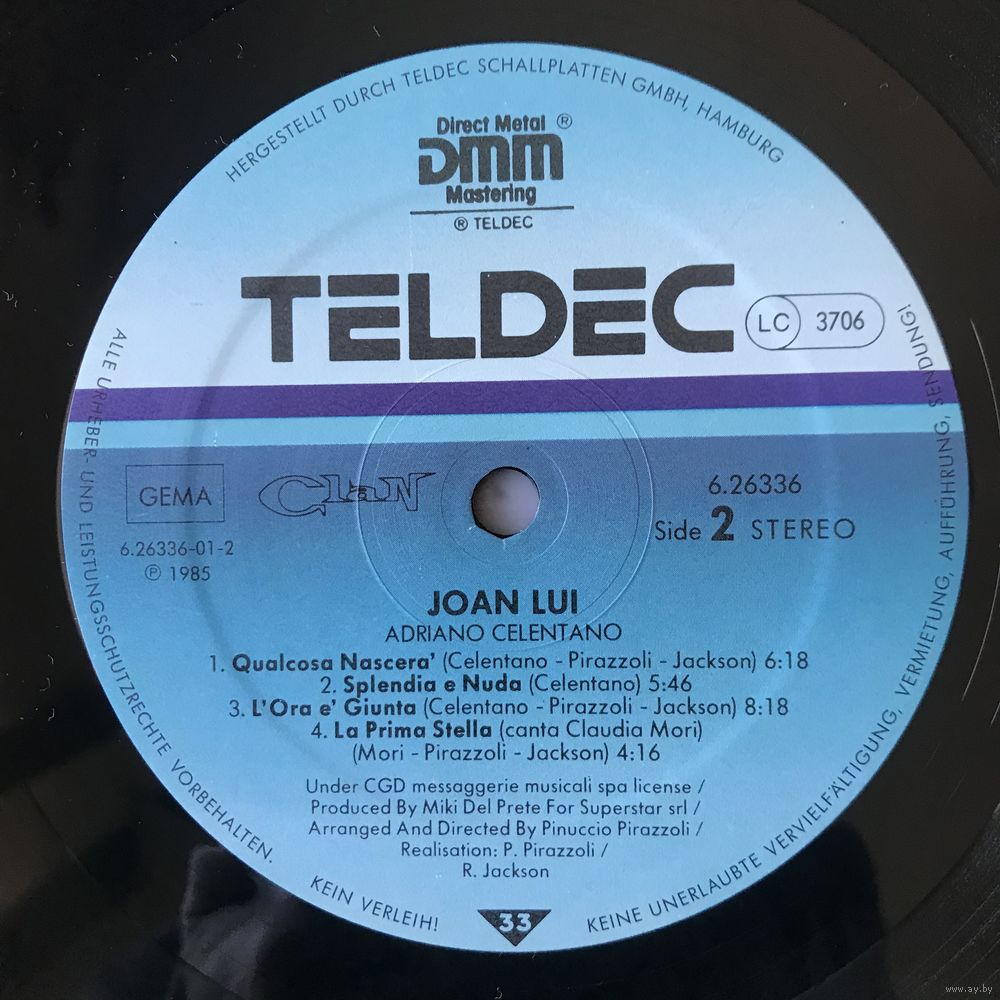 HERGESTELLT DURCH TELDEC SCHALLPLATTEN GMBH, HAMBURG
Direct Metal ®
DMM
Mastering
® TELDEC
TELDEC
LC 3706
GEMA
ClaN
6.26336
Side 2 STEREO
6.26336-01-2
℗ 1985
JOAN LUI
ADRIANO CELENTANO
1. Qualcosa Nascera' (Celentano - Pirazzoli - Jackson) 6:18
2. Splendia e Nuda (Celentano) 5:46
3. L'Ora e' Giunta (Celentano - Pirazzoli - Jackson) 8:18
4. La Prima Stella (canta Claudia Mori)
(Mori - Pirazzoli - Jackson) 4:16
Under CGD messaggerie musicali spa license /
Produced By Miki Del Prete For Superstar srl /
Arranged And Directed By Pinuccio Pirazzoli /
Realisation: P. Pirazzoli /
R. Jackson
33
ALLE URHEBER- UND LEISTUNGSSCHUTZRECHTE VORBEHALTEN.
KEIN VERLEIH!
KEINE UNERLAUBTE VERVIELFÄLTIGUNG, VERMIETUNG, AUFFÜHRUNG, SENDUNG!
www.ay.by